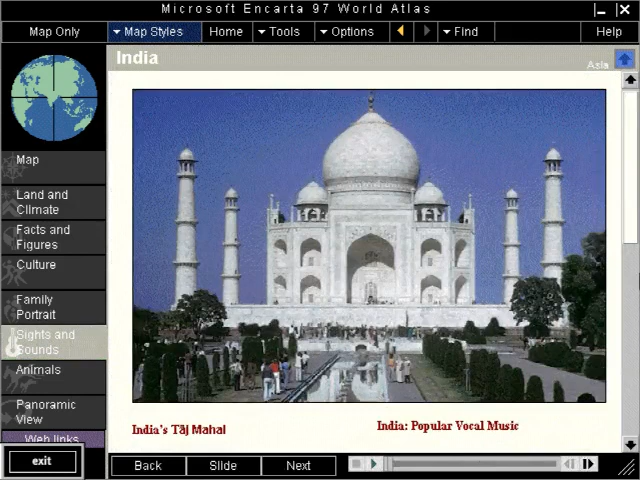 Microsoft Encarta 97 World Atlas
Map Only
Map Styles
Home
Tools
Options
Find
Help
India
Asia
Map
Land and
Climate
Facts and
Figures
Culture
Family
Portrait
Sights and
Sounds
Animals
Panoramic
View
Web links
exit
India's Tāj Mahal
India: Popular Vocal Music
Back
Slide
Next